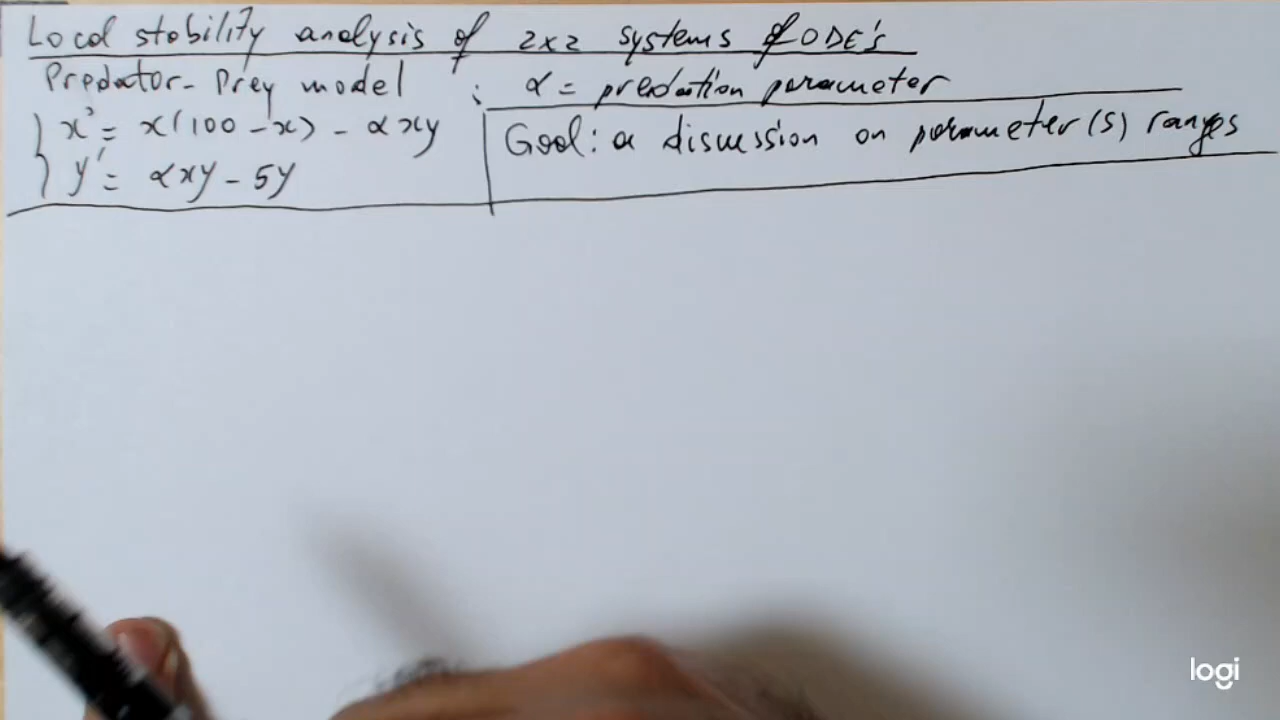 Local stability analysis of 2x2 systems of ODE's
Predator-Prey model ; α = predation parameter
x' = x(100-x) - αxy
Goal: a discussion on parameter(s) ranges
y' = αxy - 5y
logi